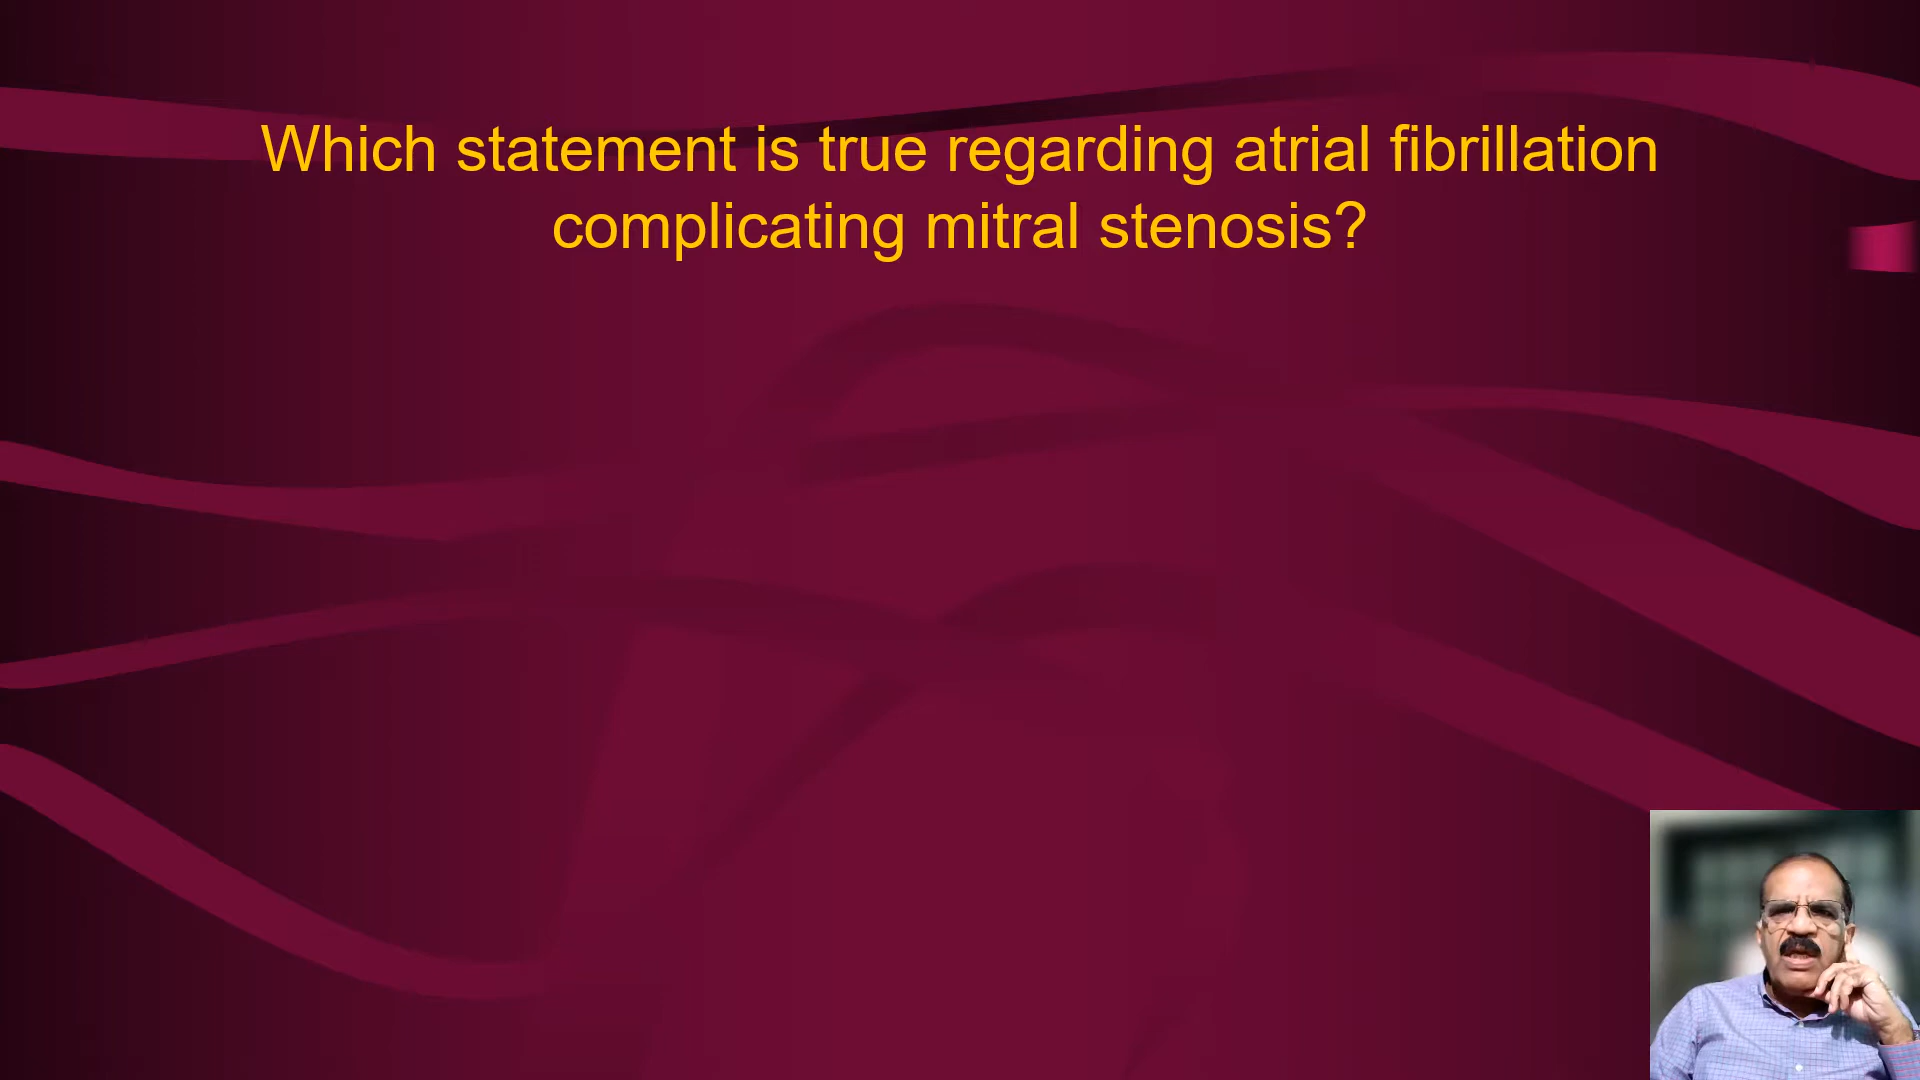 Which statement is true regarding atrial fibrillation
complicating mitral stenosis?